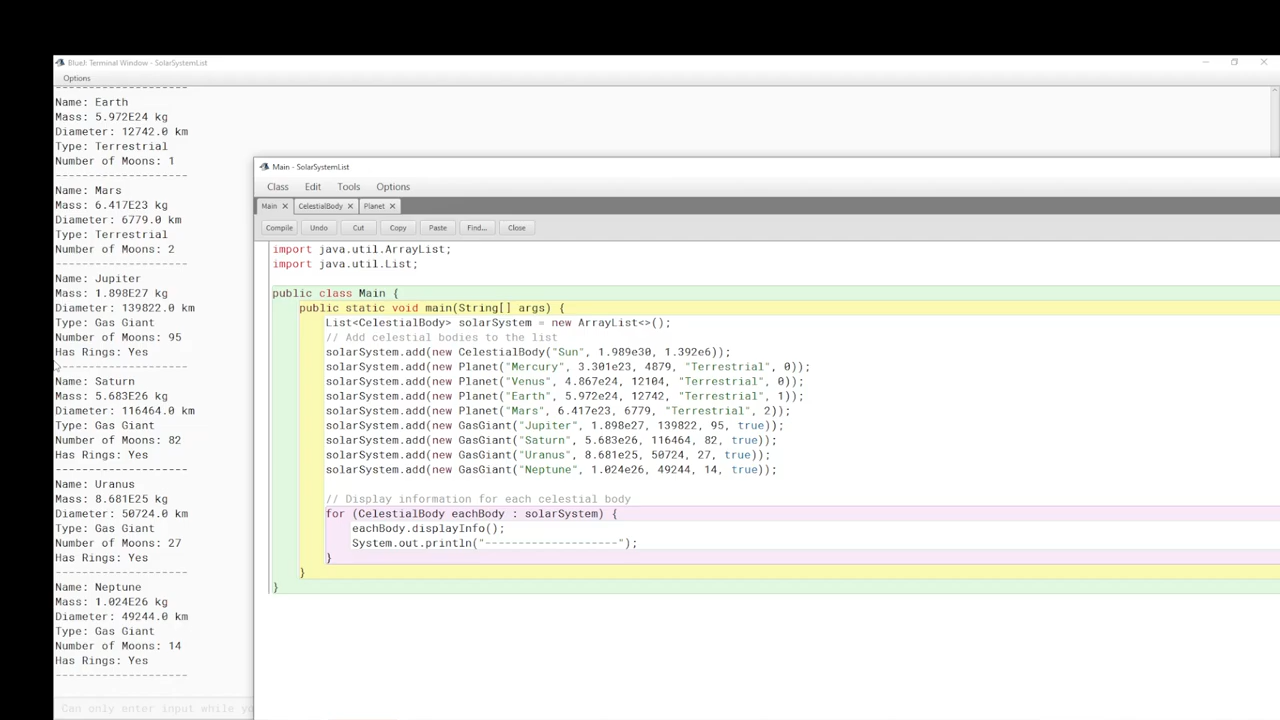 BlueJ: Terminal Window - SolarSystemList
Options
--------------------
Name: Earth
Mass: 5.972E24 kg
Diameter: 12742.0 km
Type: Terrestrial
Number of Moons: 1
--------------------
Name: Mars
Mass: 6.417E23 kg
Diameter: 6779.0 km
Type: Terrestrial
Number of Moons: 2
--------------------
Name: Jupiter
Mass: 1.898E27 kg
Diameter: 139822.0 km
Type: Gas Giant
Number of Moons: 95
Has Rings: Yes
--------------------
Name: Saturn
Mass: 5.683E26 kg
Diameter: 116464.0 km
Type: Gas Giant
Number of Moons: 82
Has Rings: Yes
--------------------
Name: Uranus
Mass: 8.681E25 kg
Diameter: 50724.0 km
Type: Gas Giant
Number of Moons: 27
Has Rings: Yes
--------------------
Name: Neptune
Mass: 1.024E26 kg
Diameter: 49244.0 km
Type: Gas Giant
Number of Moons: 14
Has Rings: Yes
--------------------
Can only enter input while yo
Main - SolarSystemList
Class Edit Tools Options
Main CelestialBody Planet
Compile Undo Cut Copy Paste Find... Close
import java.util.ArrayList;
import java.util.List;
public class Main {
public static void main(String[] args) {
List<CelestialBody> solarSystem = new ArrayList<>();
// Add celestial bodies to the list
solarSystem.add(new CelestialBody("Sun", 1.989e30, 1.392e6));
solarSystem.add(new Planet("Mercury", 3.301e23, 4879, "Terrestrial", 0));
solarSystem.add(new Planet("Venus", 4.867e24, 12104, "Terrestrial", 0));
solarSystem.add(new Planet("Earth", 5.972e24, 12742, "Terrestrial", 1));
solarSystem.add(new Planet("Mars", 6.417e23, 6779, "Terrestrial", 2));
solarSystem.add(new GasGiant("Jupiter", 1.898e27, 139822, 95, true));
solarSystem.add(new GasGiant("Saturn", 5.683e26, 116464, 82, true));
solarSystem.add(new GasGiant("Uranus", 8.681e25, 50724, 27, true));
solarSystem.add(new GasGiant("Neptune", 1.024e26, 49244, 14, true));
// Display information for each celestial body
for (CelestialBody eachBody : solarSystem) {
eachBody.displayInfo();
System.out.println("--------------------");
}
}
}